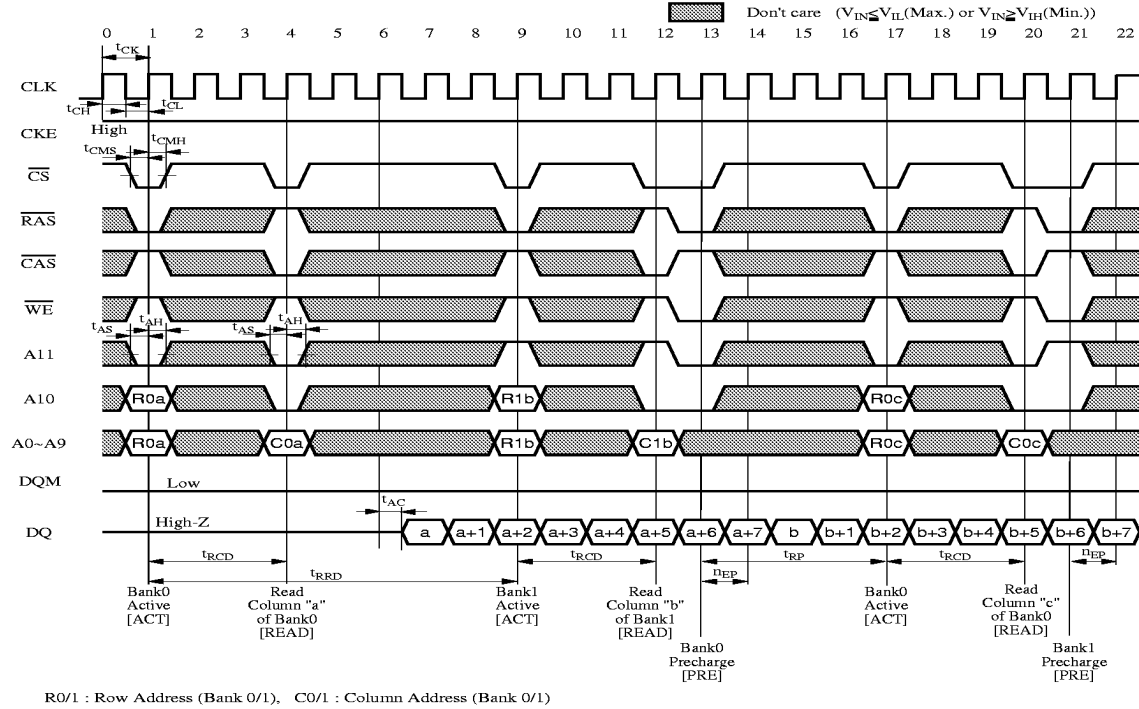 Don't care (VIN≦VIL(Max.) or VIN≧VIH(Min.))
0 1 2 3 4 5 6 7 8 9 10 11 12 13 14 15 16 17 18 19 20 21 22
tCK
CLK
tCH tCL
CKE High
tCMS tCMH
CS
RAS
CAS
WE
tAS tAH tAS tAH
A11
A10 R0a R1b R0c
A0~A9 R0a C0a R1b C1b R0c C0c
DQM Low
tAC
DQ High-Z a a+1 a+2 a+3 a+4 a+5 a+6 a+7 b b+1 b+2 b+3 b+4 b+5 b+6 b+7
tRCD tRCD tRP tRCD nEP
tRRD nEP
Bank0
Active
[ACT]
Read
Column "a"
of Bank0
[READ]
Bank1
Active
[ACT]
Read
Column "b"
of Bank1
[READ]
Bank0
Precharge
[PRE]
Bank0
Active
[ACT]
Read
Column "c"
of Bank0
[READ]
Bank1
Precharge
[PRE]
R0/1 : Row Address (Bank 0/1), C0/1 : Column Address (Bank 0/1)